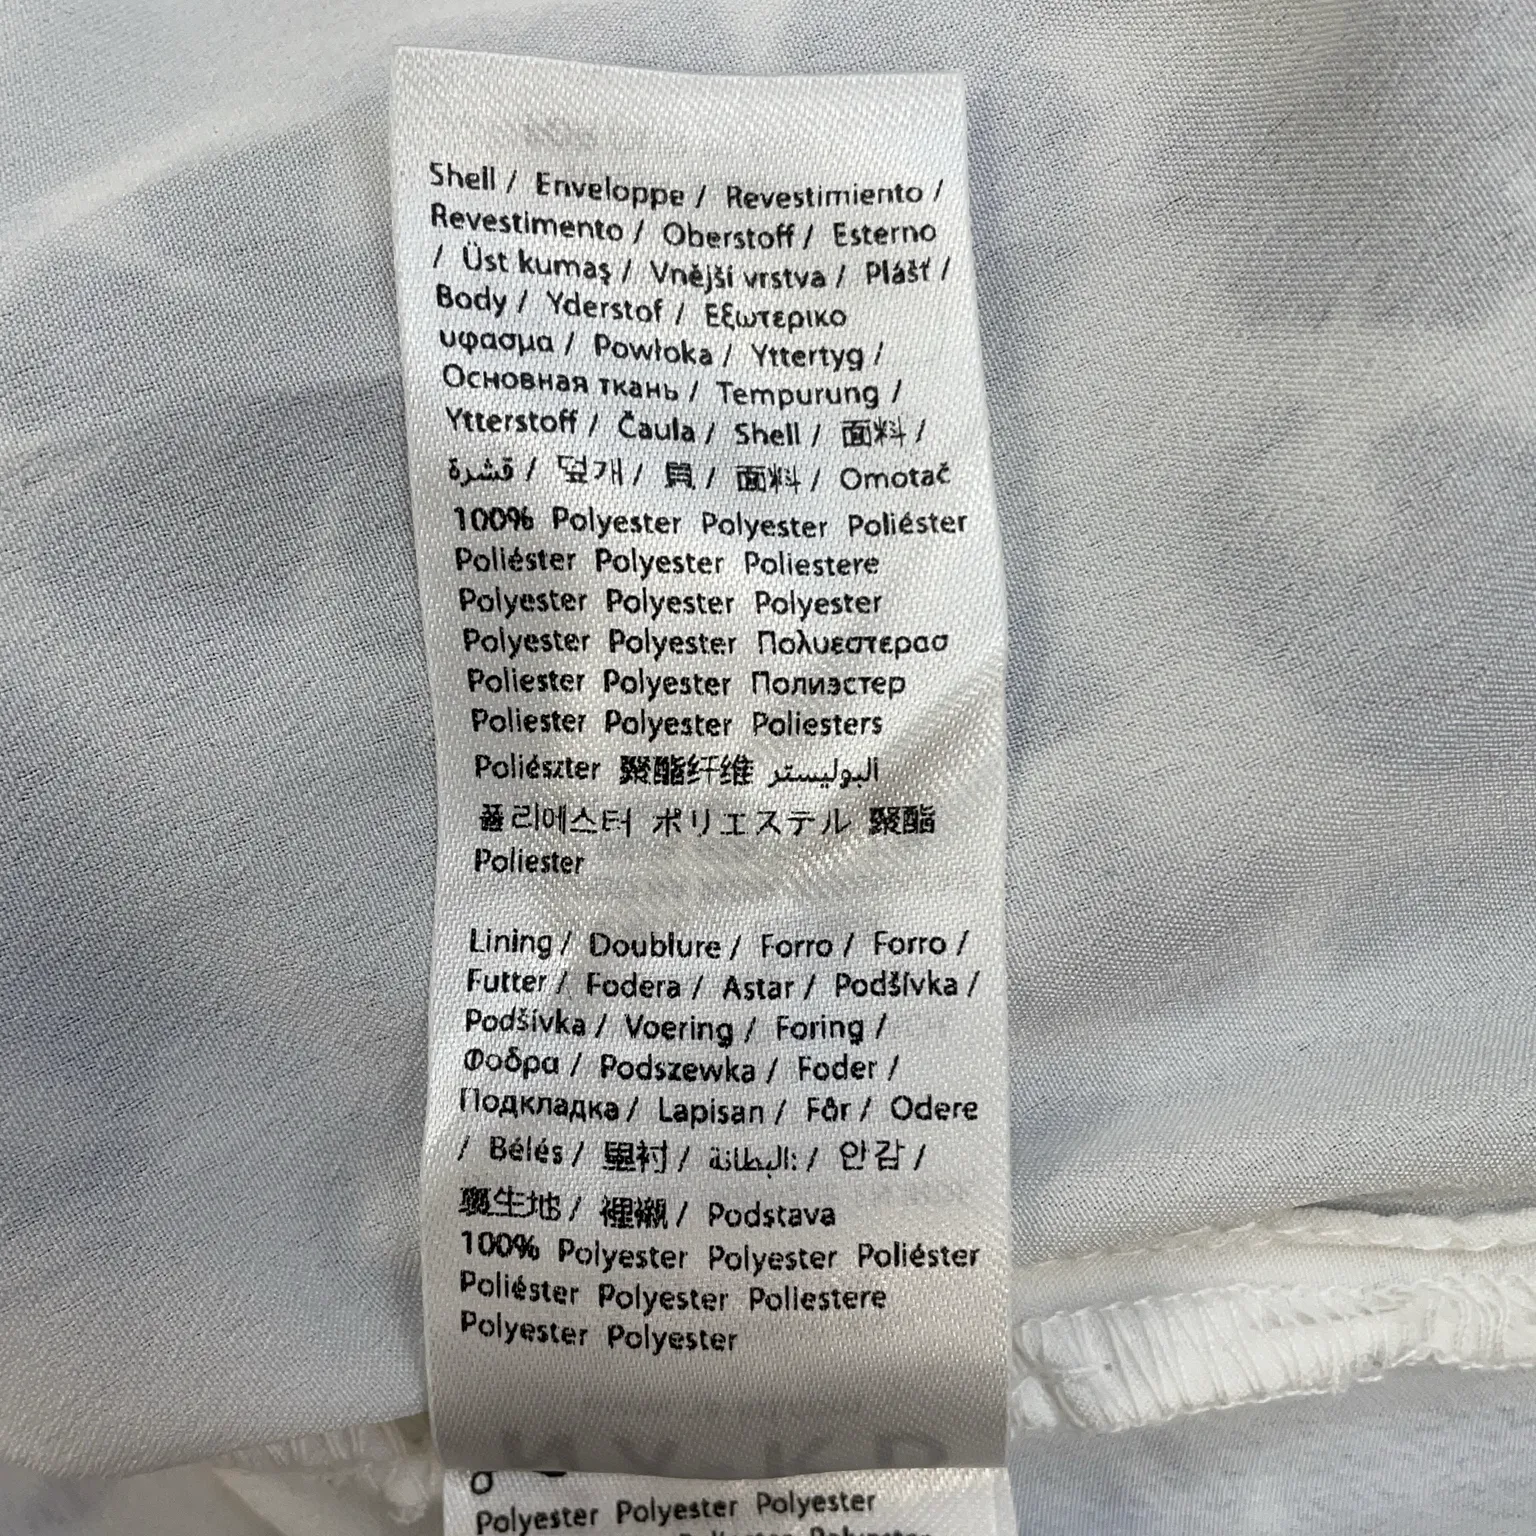 Shell / Enveloppe / Revestimiento /
Revestimento / Oberstoff / Esterno
/ Üst kumaş / Vnější vrstva / Plášť /
Body / Yderstof / Εξωτερικο
υφασμα / Powłoka / Yttertyg /
Основная ткань / Tempurung /
Ytterstoff / Čaula / Shell / 面料 /
قشرة / 덮개 / 貝 / 面料 / Omotač
100% Polyester Polyester Poliéster
Poliéster Polyester Poliestere
Polyester Polyester Polyester
Polyester Polyester Πολυεστερασ
Poliester Polyester Полиэстер
Poliester Polyester Poliesters
Poliészter 聚酯纤维 البوليستر
폴리에스터 ポリエステル 聚酯
Poliester
Lining / Doublure / Forro / Forro /
Futter / Fodera / Astar / Podšívka /
Podšívka / Voering / Foring /
Φοδρα / Podszewka / Foder /
Подкладка / Lapisan / Fôr / Odere
/ Bélés / 里衬 / البطانة: / 안감 /
裏生地 / 裡襯 / Podstava
100% Polyester Polyester Poliéster
Poliéster Polyester Poliestere
Polyester Polyester
Polyester Polyester Polyester